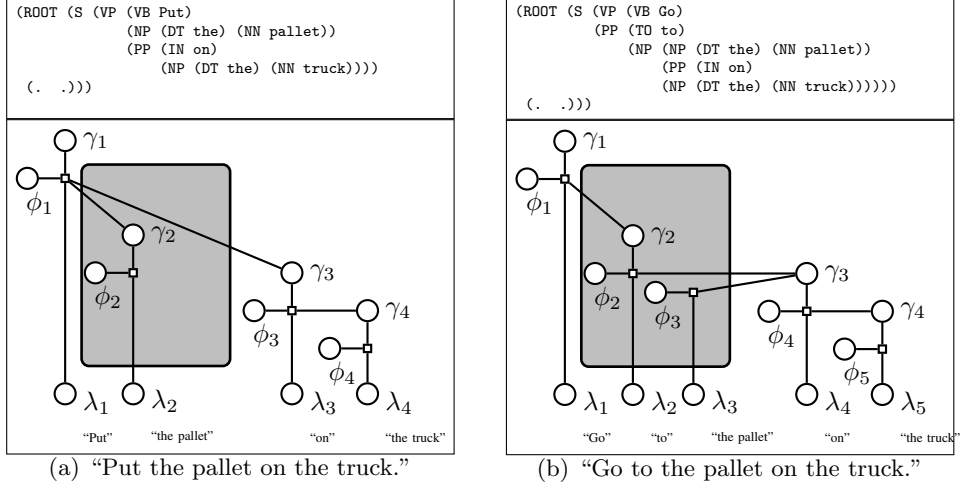 (ROOT (S (VP (VB Put)
(NP (DT the) (NN pallet))
(PP (IN on)
(NP (DT the) (NN truck))))
(. .)))
γ1
ϕ1
γ2
ϕ2
γ3
ϕ3
γ4
ϕ4
λ1 λ2 λ3 λ4
“Put” “the pallet” “on” “the truck”
(a) “Put the pallet on the truck.”
(ROOT (S (VP (VB Go)
(PP (TO to)
(NP (NP (DT the) (NN pallet))
(PP (IN on)
(NP (DT the) (NN truck))))))
(. .)))
γ1
ϕ1
γ2
ϕ2
γ3
ϕ3
γ4
ϕ4
ϕ5
λ1 λ2 λ3 λ4 λ5
“Go” “to” “the pallet” “on” “the truck”
(b) “Go to the pallet on the truck.”